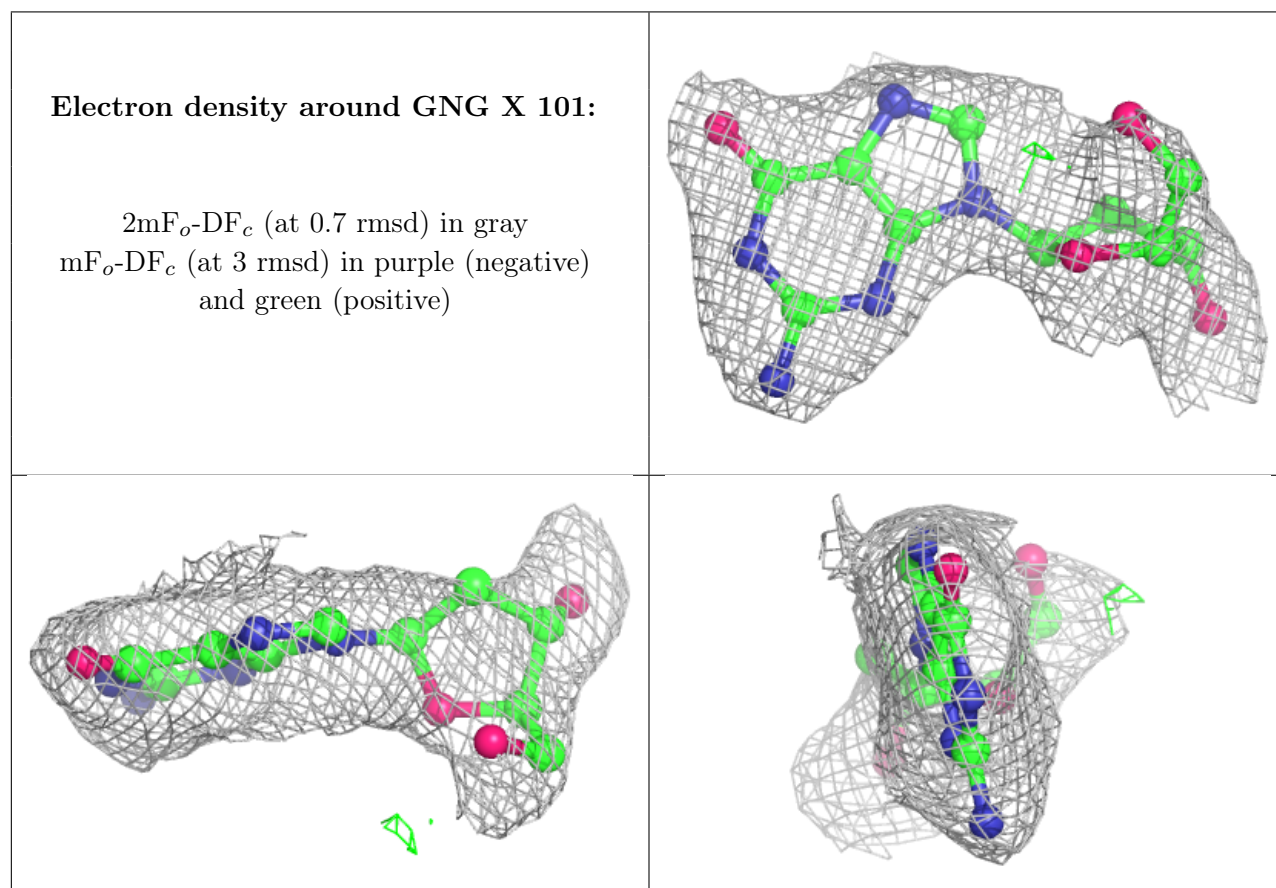 Electron density around GNG X 101:
2mFo-DFc (at 0.7 rmsd) in gray
mFo-DFc (at 3 rmsd) in purple (negative)
and green (positive)